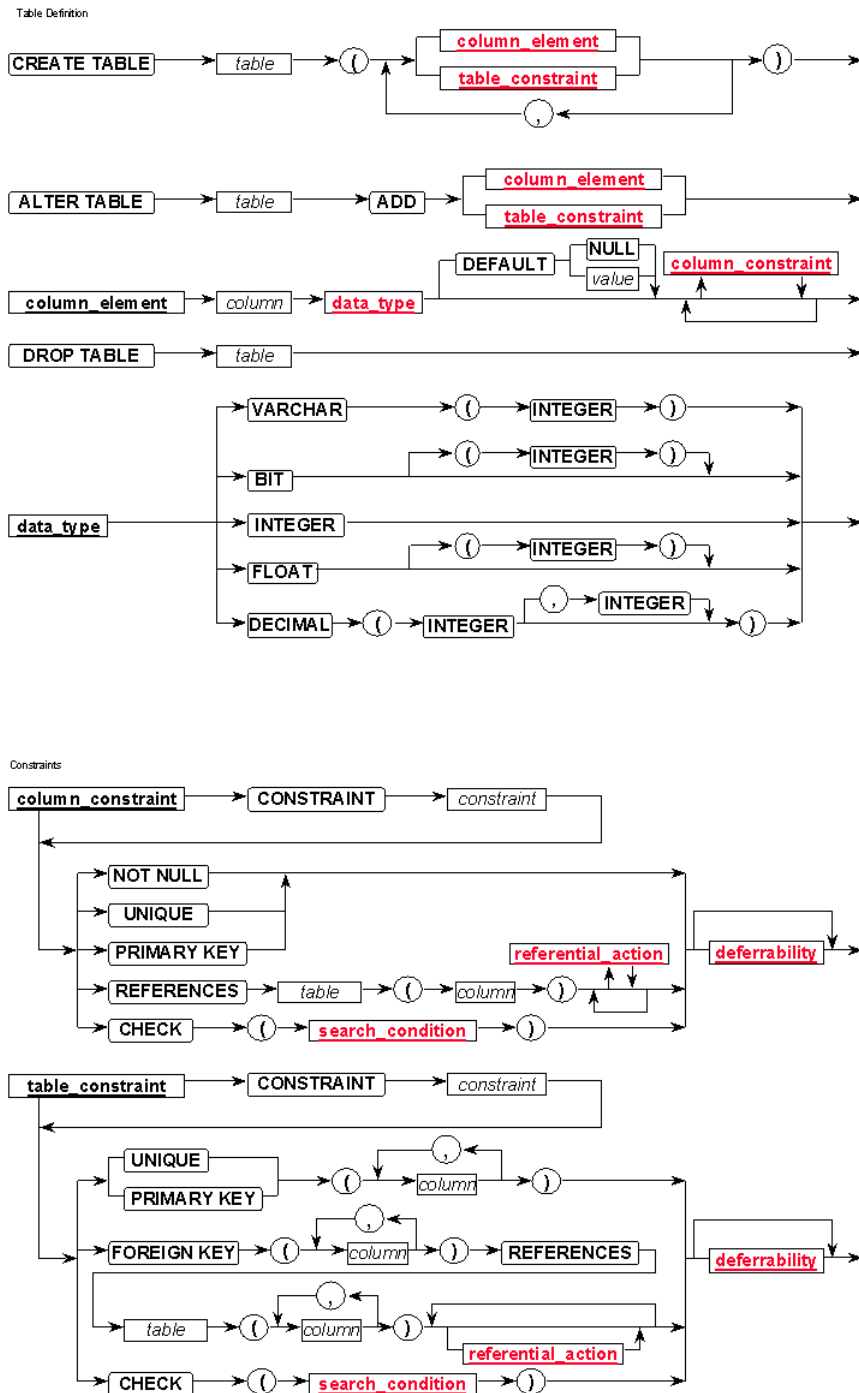 Table Definition
column_element
CREATE TABLE table ( )
table_constraint
,
column_element
ALTER TABLE table ADD
table_constraint
NULL
DEFAULT column_constraint
value
column_element column data_type
DROP TABLE table
VARCHAR ( INTEGER )
( INTEGER )
BIT
data_type INTEGER
( INTEGER )
FLOAT
, INTEGER
DECIMAL ( INTEGER )
Constraints
column_constraint CONSTRAINT constraint
NOT NULL
UNIQUE
PRIMARY KEY referential_action deferrability
REFERENCES table ( column )
CHECK ( search_condition )
table_constraint CONSTRAINT constraint
,
UNIQUE
( column )
PRIMARY KEY
,
FOREIGN KEY ( column ) REFERENCES deferrability
,
table ( column )
referential_action
CHECK ( search_condition )